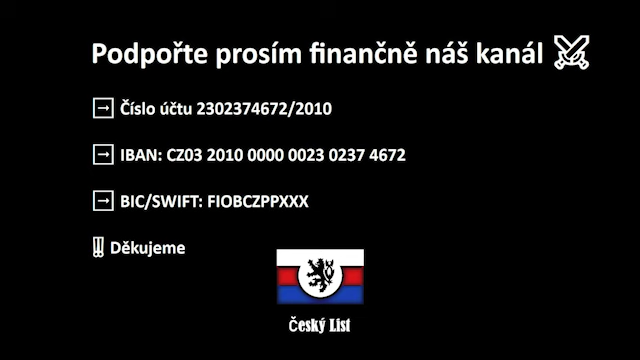 Podpořte prosím finančně náš kanál
Číslo účtu 2302374672/2010
IBAN: CZ03 2010 0000 0023 0237 4672
BIC/SWIFT: FIOBCZPPXXX
Děkujeme
Český List